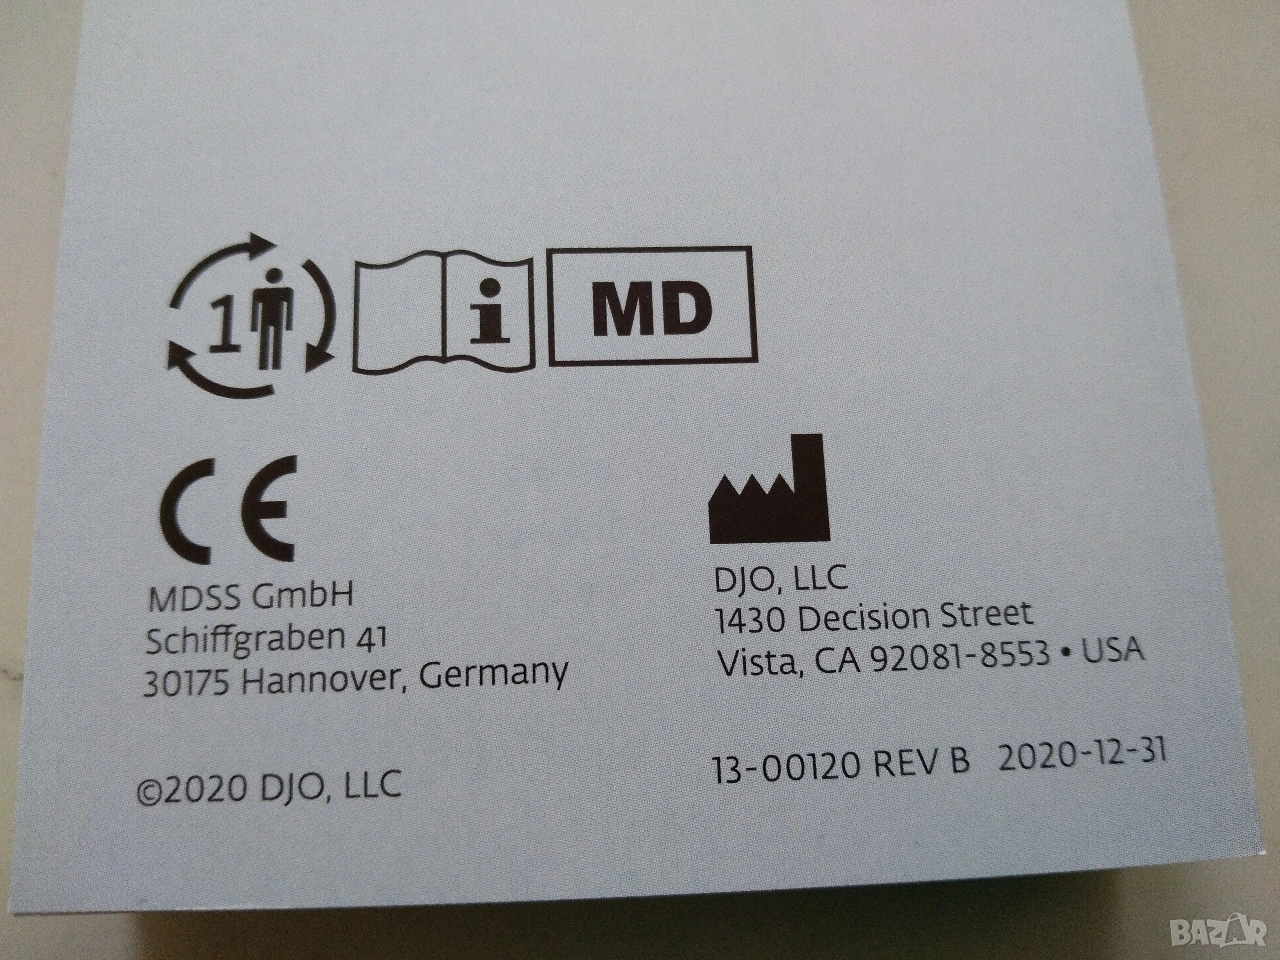 1
i
MD
CE
MDSS GmbH
Schiffgraben 41
30175 Hannover, Germany
DJO, LLC
1430 Decision Street
Vista, CA 92081-8553 • USA
©2020 DJO, LLC
13-00120 REV B 2020-12-31
BAZAR